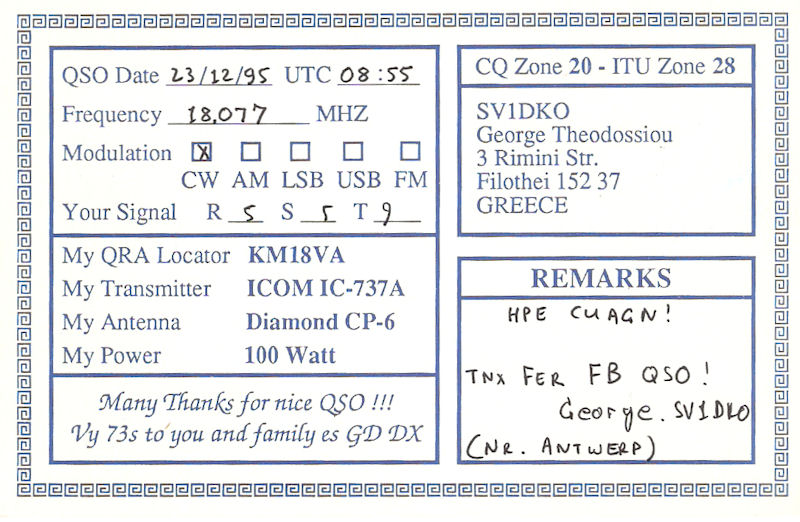 QSO Date 23/12/95 UTC 08:55
Frequency 18,077 MHZ
Modulation X
CW AM LSB USB FM
Your Signal R 5 S 5 T 9
My QRA Locator KM18VA
My Transmitter ICOM IC-737A
My Antenna Diamond CP-6
My Power 100 Watt
Many Thanks for nice QSO !!!
Vy 73s to you and family es GD DX
CQ Zone 20 - ITU Zone 28
SV1DKO
George Theodossiou
3 Rimini Str.
Filothei 152 37
GREECE
REMARKS
HPE CUAGN!
TNX FER FB QSO!
George. SV1DKO
(NR. ANTWERP)